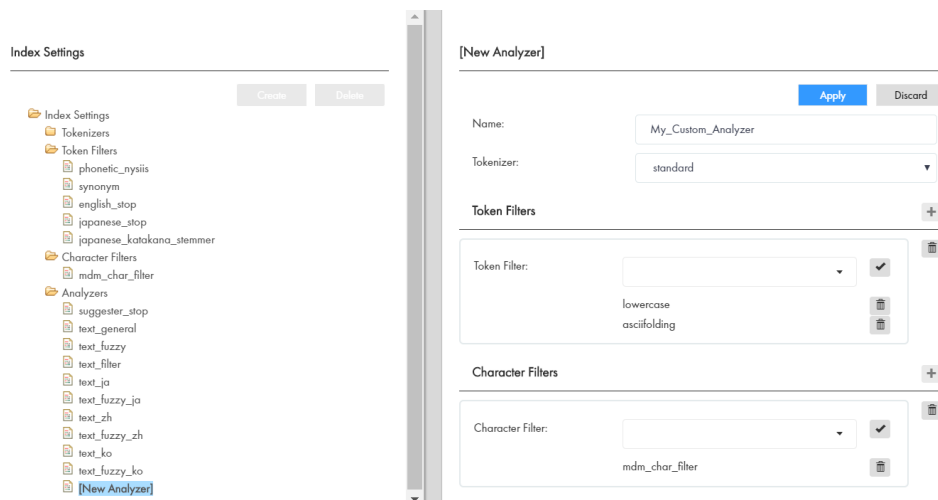 Index Settings
Create
Delete
Index Settings
Tokenizers
Token Filters
phonetic_nysiis
synonym
english_stop
japanese_stop
japanese_katakana_stemmer
Character Filters
mdm_char_filter
Analyzers
suggester_stop
text_general
text_fuzzy
text_filter
text_ja
text_fuzzy_ja
text_zh
text_fuzzy_zh
text_ko
text_fuzzy_ko
[New Analyzer]
[New Analyzer]
Apply
Discard
Name:
My_Custom_Analyzer
Tokenizer:
standard
Token Filters
Token Filter:
lowercase
asciifolding
Character Filters
Character Filter:
mdm_char_filter